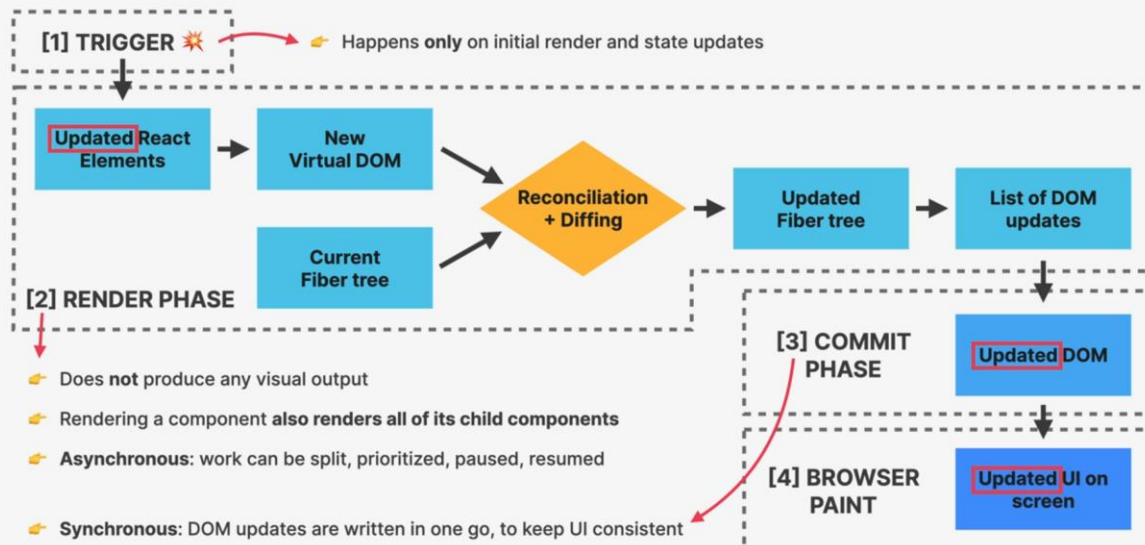 [1] TRIGGER 💥
👉 Happens only on initial render and state updates
Updated React
Elements
New
Virtual DOM
Current
Fiber tree
Reconciliation
+ Diffing
Updated
Fiber tree
List of DOM
updates
[2] RENDER PHASE
👉 Does not produce any visual output
👉 Rendering a component also renders all of its child components
👉 Asynchronous: work can be split, prioritized, paused, resumed
[3] COMMIT
PHASE
Updated DOM
👉 Synchronous: DOM updates are written in one go, to keep UI consistent
[4] BROWSER
PAINT
Updated UI on
screen